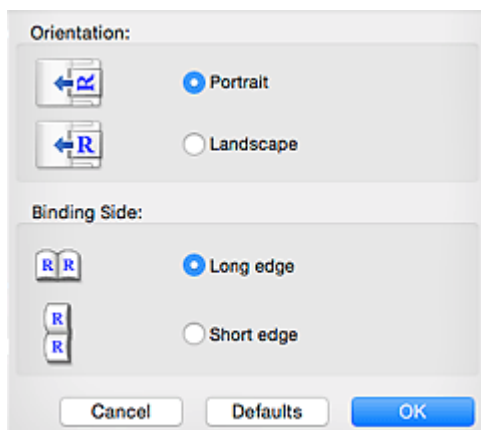 Orientation:
R
Portrait
R
Landscape
Binding Side:
R R
Long edge
R
R
Short edge
Cancel Defaults OK